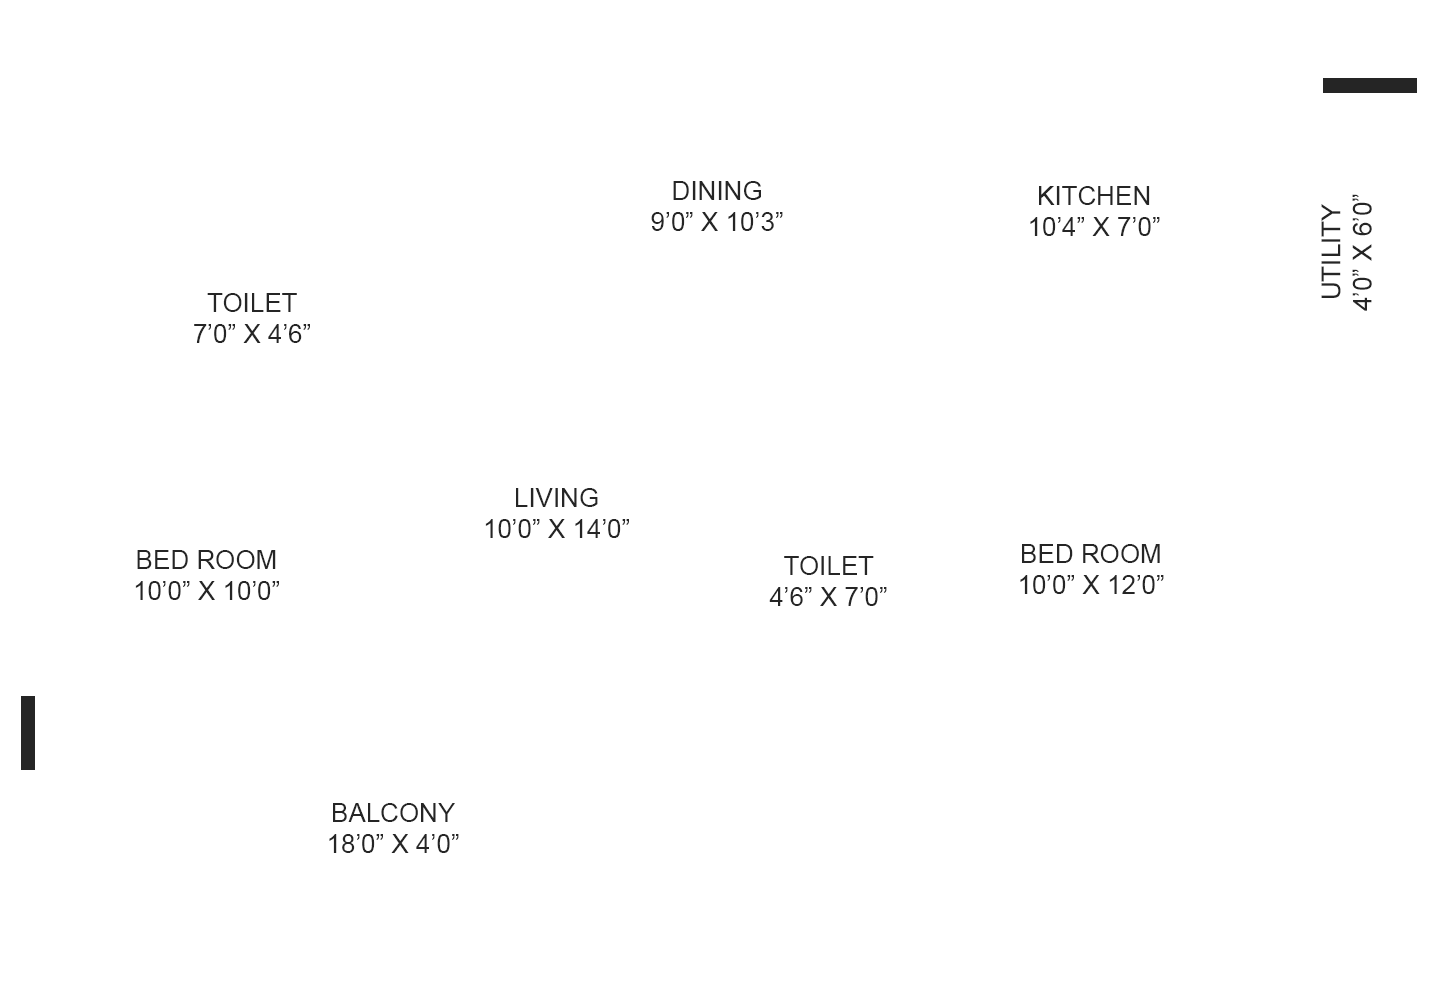 DINING
9’0” X 10’3”
KITCHEN
10’4” X 7’0”
UTILITY
4’0” X 6’0”
TOILET
7’0” X 4’6”
LIVING
10’0” X 14’0”
BED ROOM
10’0” X 10’0”
TOILET
4’6” X 7’0”
BED ROOM
10’0” X 12’0”
BALCONY
18’0” X 4’0”